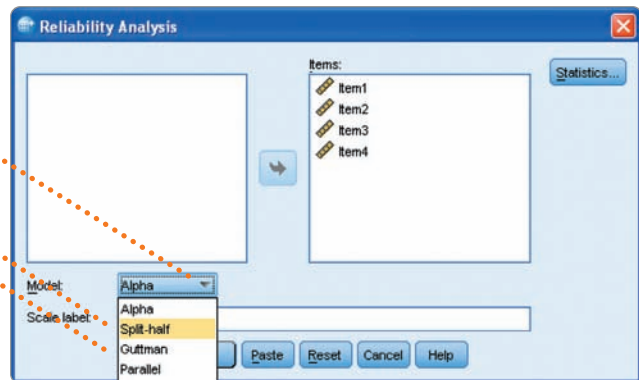 Reliability Analysis
Items:
Item1
Item2
Item3
Item4
Statistics...
Model:
Alpha
Alpha
Split-half
Guttman
Parallel
Scale label:
Paste
Reset
Cancel
Help